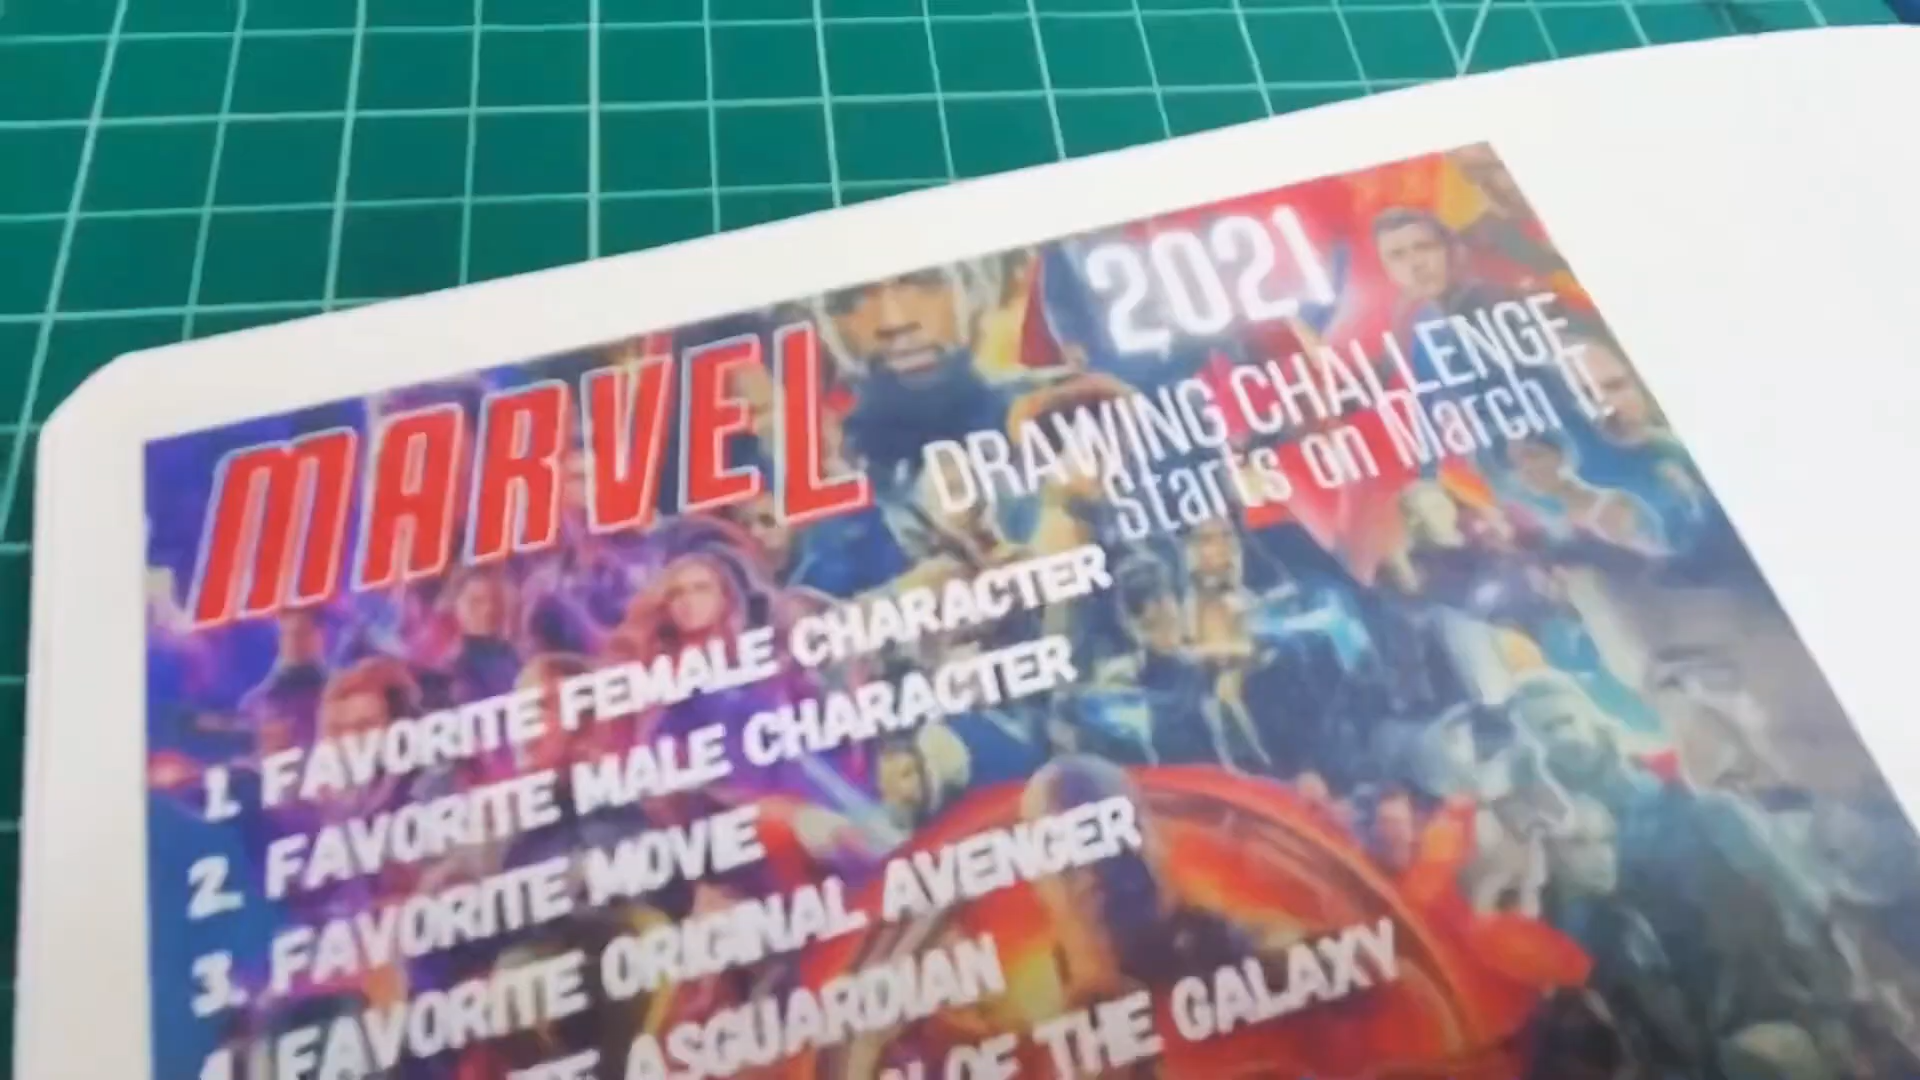 MARVEL
2021
DRAWING CHALLENGE
Starts on March 1!
1. FAVORITE FEMALE CHARACTER
2. FAVORITE MALE CHARACTER
3. FAVORITE MOVIE
4. FAVORITE ORIGINAL AVENGER
ASGUARDIAN
OF THE GALAXY